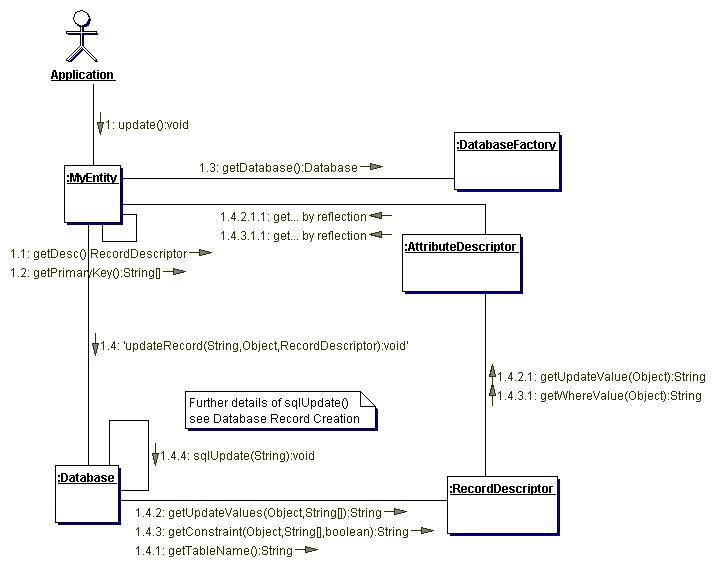 Application
1: update():void
:DatabaseFactory
1.3: getDatabase():Database
:MyEntity
1.4.2.1.1: get... by reflection
1.4.3.1.1: get... by reflection
:AttributeDescriptor
1.1: getDesc():RecordDescriptor
1.2: getPrimaryKey():String[]
1.4: 'updateRecord(String,Object,RecordDescriptor):void'
1.4.2.1: getUpdateValue(Object):String
1.4.3.1: getWhereValue(Object):String
Further details of sqlUpdate()
see Database Record Creation
1.4.4: sqlUpdate(String):void
:Database
:RecordDescriptor
1.4.2: getUpdateValues(Object,String[]):String
1.4.3: getConstraint(Object,String[],boolean):String
1.4.1: getTableName():String